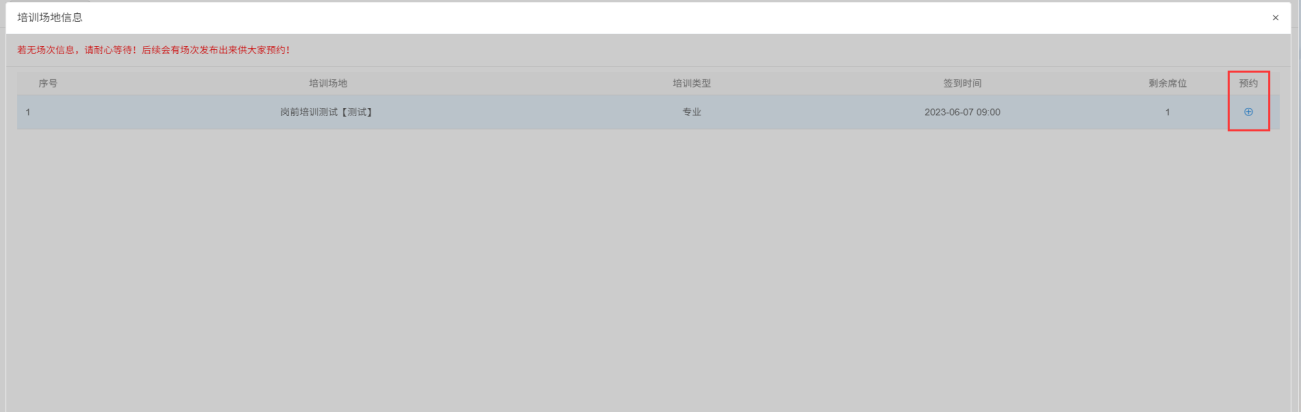 培训场地信息 ×
若无场次信息，请耐心等待！后续会有场次发布出来供大家预约！
序号 培训场地 培训类型 签到时间 剩余席位 预约
1 岗前培训测试【测试】 专业 2023-06-07 09:00 1